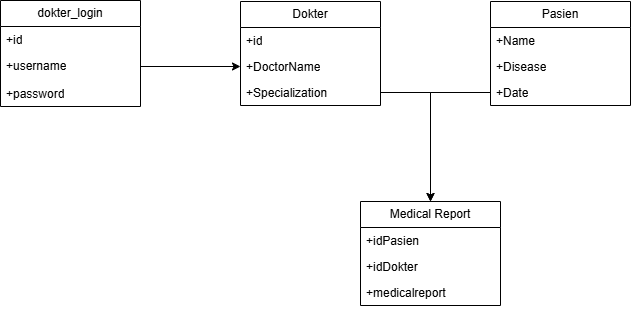 dokter_login
+id
+username
+password
Dokter
+id
+DoctorName
+Specialization
Pasien
+Name
+Disease
+Date
Medical Report
+idPasien
+idDokter
+medicalreport